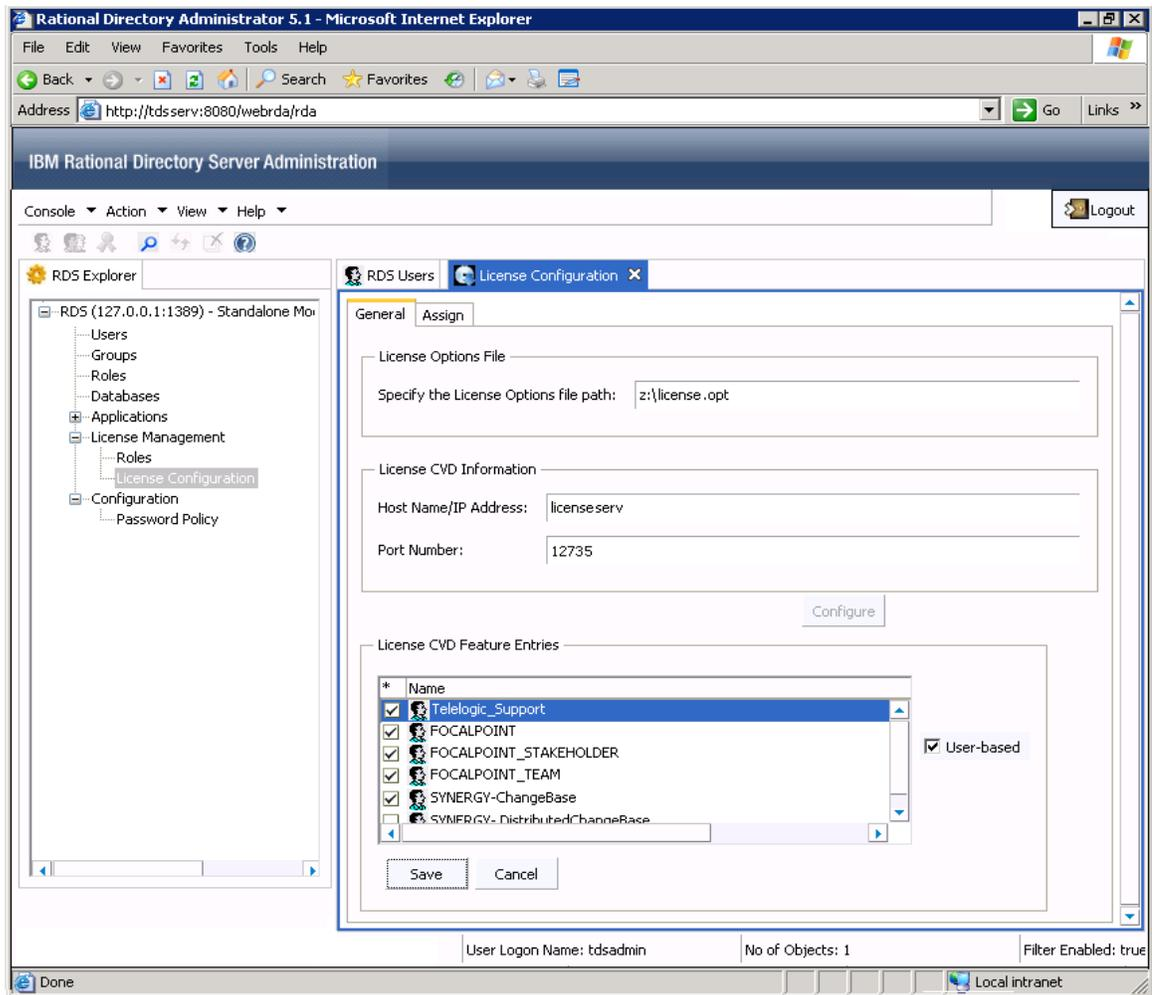 Rational Directory Administrator 5.1 - Microsoft Internet Explorer
File Edit View Favorites Tools Help
Back Search Favorites
Address http://tdsserv:8080/webrda/rda Go Links »
IBM Rational Directory Server Administration
Console Action View Help Logout
RDS Explorer
RDS (127.0.0.1:1389) - Standalone Mo
Users
Groups
Roles
Databases
Applications
License Management
Roles
License Configuration
Configuration
Password Policy
RDS Users License Configuration
General Assign
License Options File
Specify the License Options file path: z:\license.opt
License CVD Information
Host Name/IP Address: licenseserv
Port Number: 12735
Configure
License CVD Feature Entries
* Name
Telelogic_Support
FOCALPOINT
FOCALPOINT_STAKEHOLDER
FOCALPOINT_TEAM
SYNERGY-ChangeBase
SYNERGY- DistributedChangeBase
User-based
Save Cancel
User Logon Name: tdsadmin No of Objects: 1 Filter Enabled: true
Done Local intranet